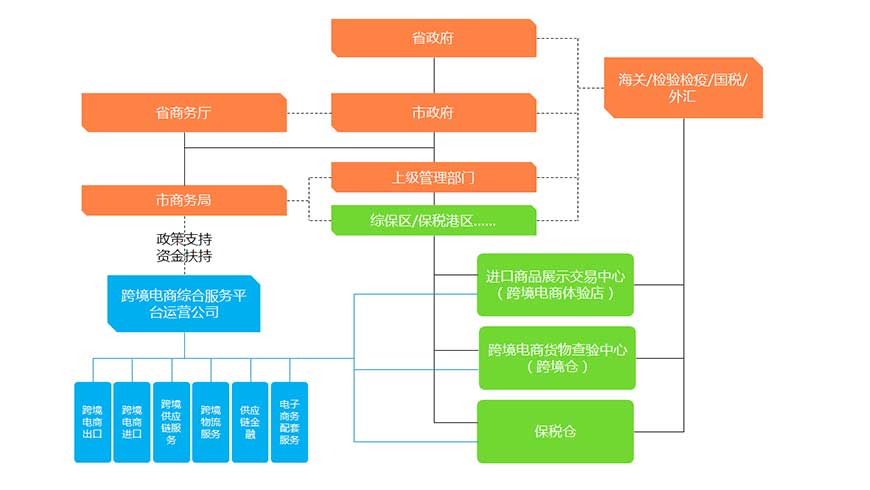 省政府
海关/检验检疫/国税/
外汇
省商务厅
市政府
上级管理部门
市商务局
综保区/保税港区......
政策支持
资金扶持
进口商品展示交易中心
（跨境电商体验店）
跨境电商综合服务平
台运营公司
跨境电商货物查验中心
（跨境仓）
跨境
电商
出口
跨境
电商
进口
跨境
供应
链服
务
跨境
物流
服务
供应
链金
融
电子
商务
配套
服务
保税仓